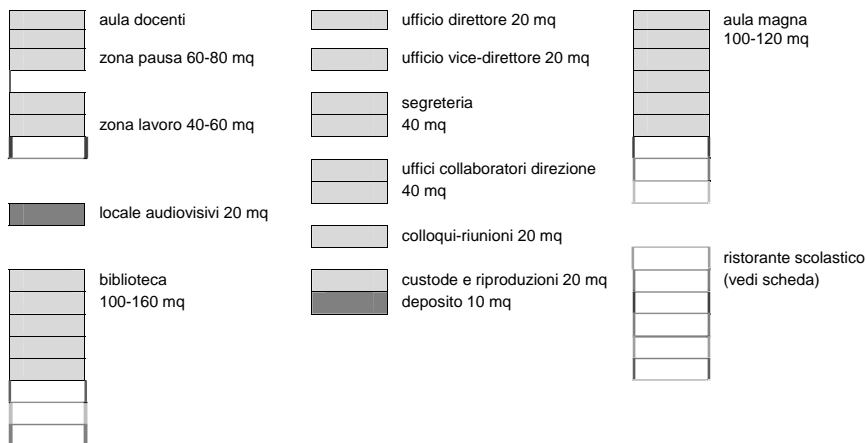 aula docenti
zona pausa 60-80 mq
zona lavoro 40-60 mq
locale audiovisivi 20 mq
biblioteca
100-160 mq
ufficio direttore 20 mq
ufficio vice-direttore 20 mq
segreteria
40 mq
uffici collaboratori direzione
40 mq
colloqui-riunioni 20 mq
custode e riproduzioni 20 mq
deposito 10 mq
aula magna
100-120 mq
ristorante scolastico
(vedi scheda)